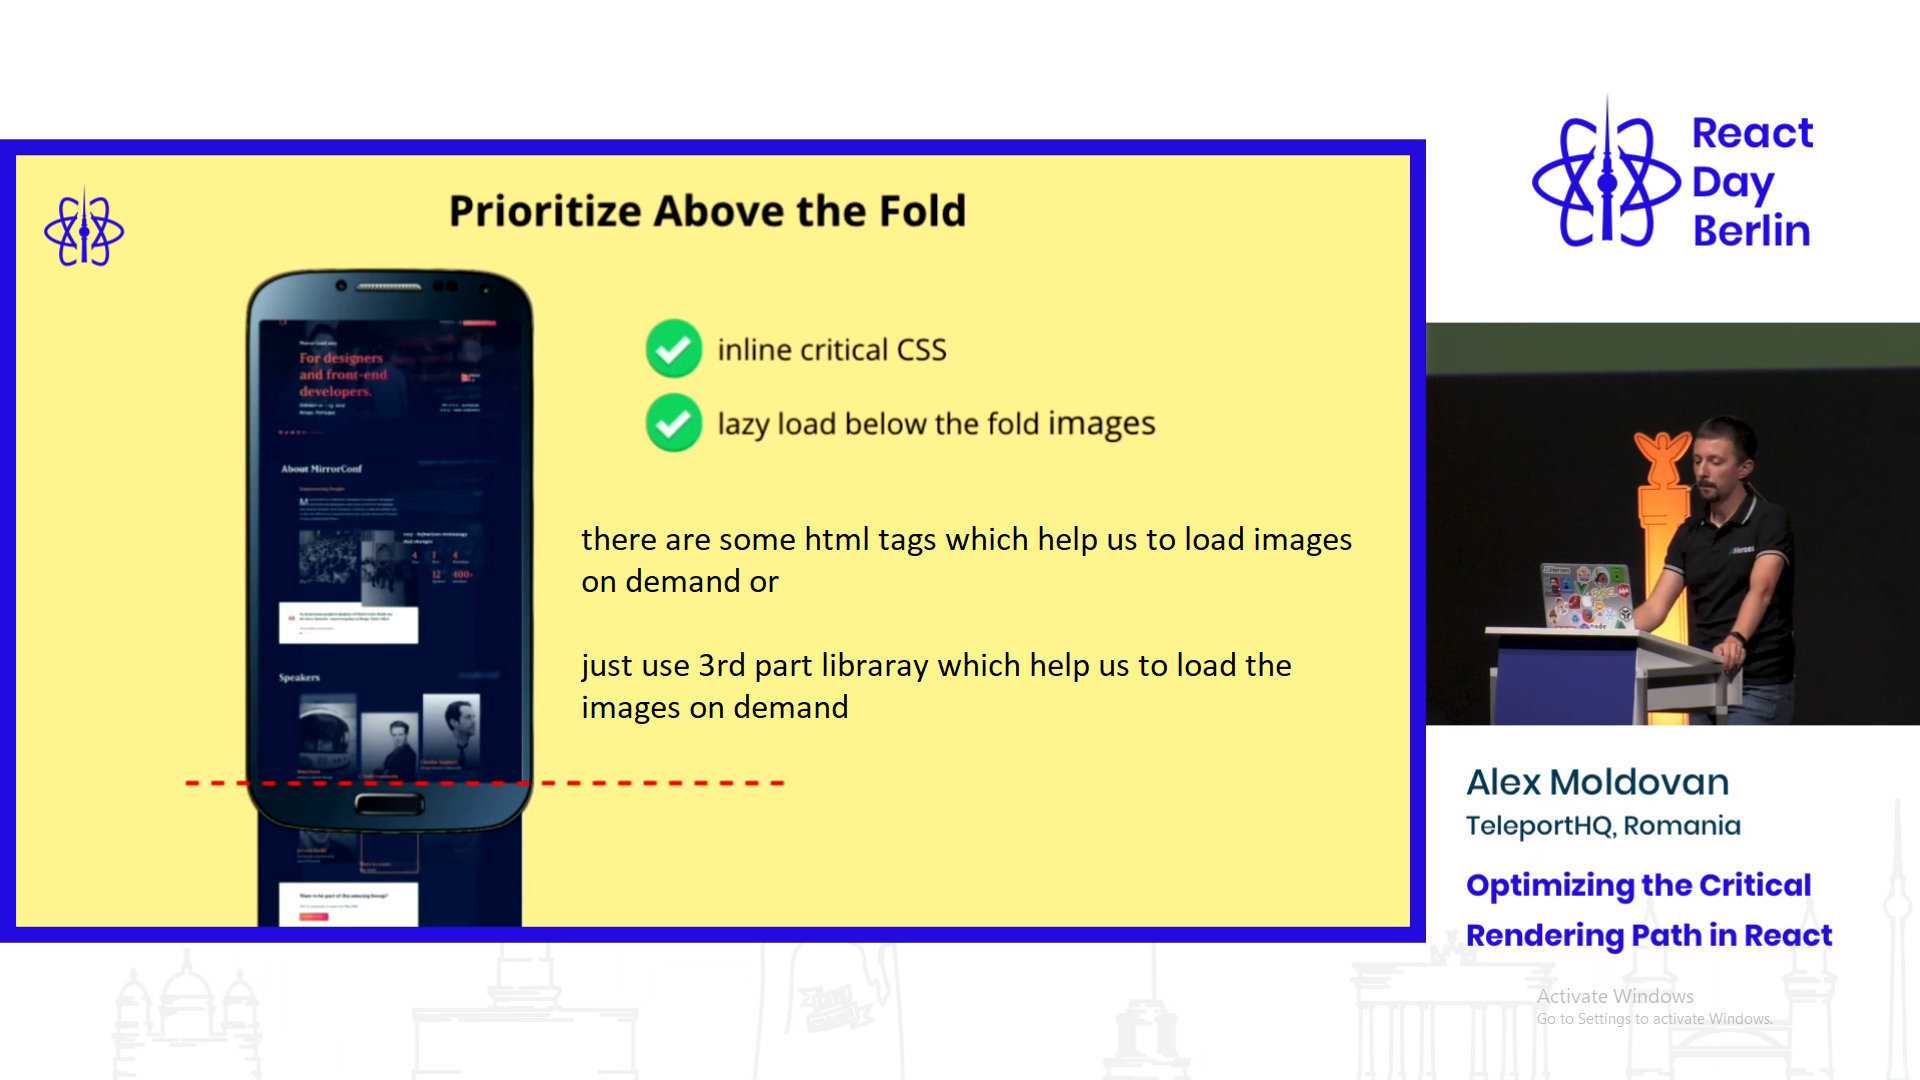 Prioritize Above the Fold
inline critical CSS
lazy load below the fold images
there are some html tags which help us to load images
on demand or
just use 3rd part libraray which help us to load the
images on demand
For designers
and front-end
developers.
About MirrorConf
Speakers
React
Day
Berlin
Alex Moldovan
TeleportHQ, Romania
Optimizing the Critical
Rendering Path in React
Activate Windows
Go to Settings to activate Windows.